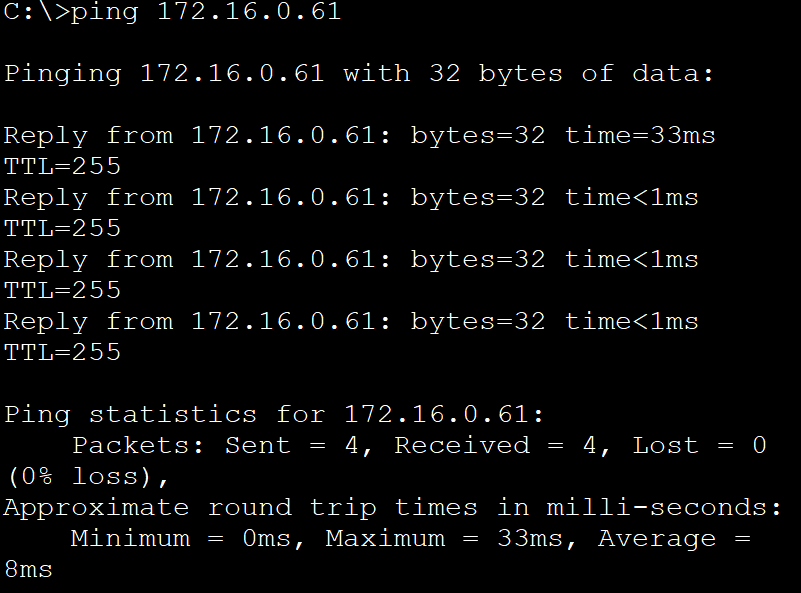 C:\>ping 172.16.0.61
Pinging 172.16.0.61 with 32 bytes of data:
Reply from 172.16.0.61: bytes=32 time=33ms
TTL=255
Reply from 172.16.0.61: bytes=32 time<1ms
TTL=255
Reply from 172.16.0.61: bytes=32 time<1ms
TTL=255
Reply from 172.16.0.61: bytes=32 time<1ms
TTL=255
Ping statistics for 172.16.0.61:
    Packets: Sent = 4, Received = 4, Lost = 0
(0% loss),
Approximate round trip times in milli-seconds:
    Minimum = 0ms, Maximum = 33ms, Average =
8ms